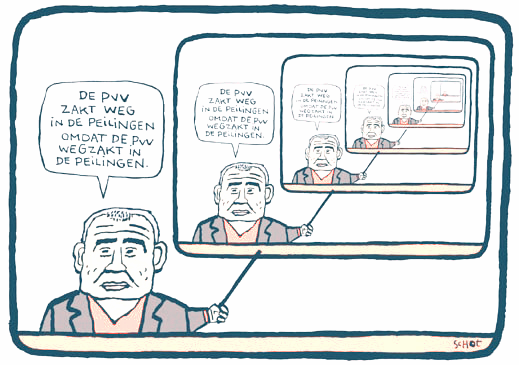 DE PVV
ZAKT WEG
IN DE PEILINGEN
OMDAT DE PVV
WEGZAKT IN
DE PEILINGEN.
DE PVV
ZAKT WEG
IN DE PEILINGEN
OMDAT DE PVV
WEGZAKT IN
DE PEILINGEN.
DE PVV
ZAKT WEG
IN DE PEILINGEN
OMDAT DE PVV
WEGZAKT IN
DE PEILINGEN.
SCHOT